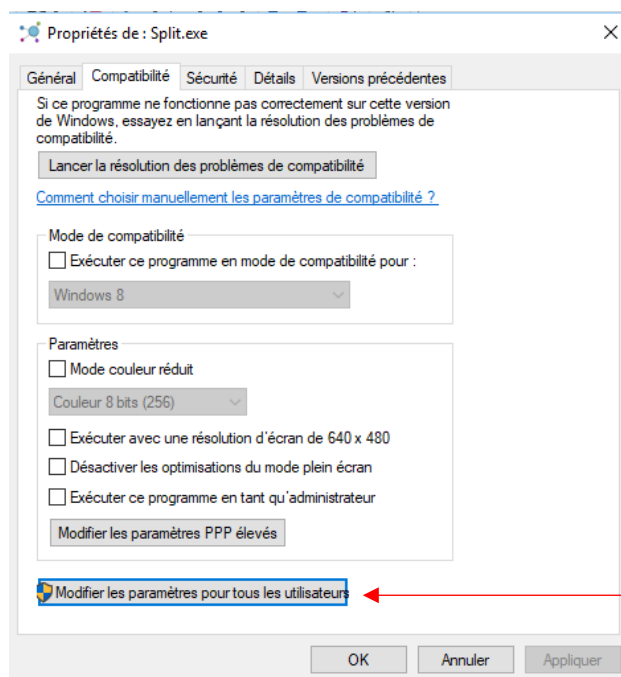 Propriétés de : Split.exe
Général Compatibilité Sécurité Détails Versions précédentes
Si ce programme ne fonctionne pas correctement sur cette version
de Windows, essayez en lançant la résolution des problèmes de
compatibilité.
Lancer la résolution des problèmes de compatibilité
Comment choisir manuellement les paramètres de compatibilité ?
Mode de compatibilité
Exécuter ce programme en mode de compatibilité pour :
Windows 8
Paramètres
Mode couleur réduit
Couleur 8 bits (256)
Exécuter avec une résolution d'écran de 640 x 480
Désactiver les optimisations du mode plein écran
Exécuter ce programme en tant qu'administrateur
Modifier les paramètres PPP élevés
Modifier les paramètres pour tous les utilisateurs
OK Annuler Appliquer